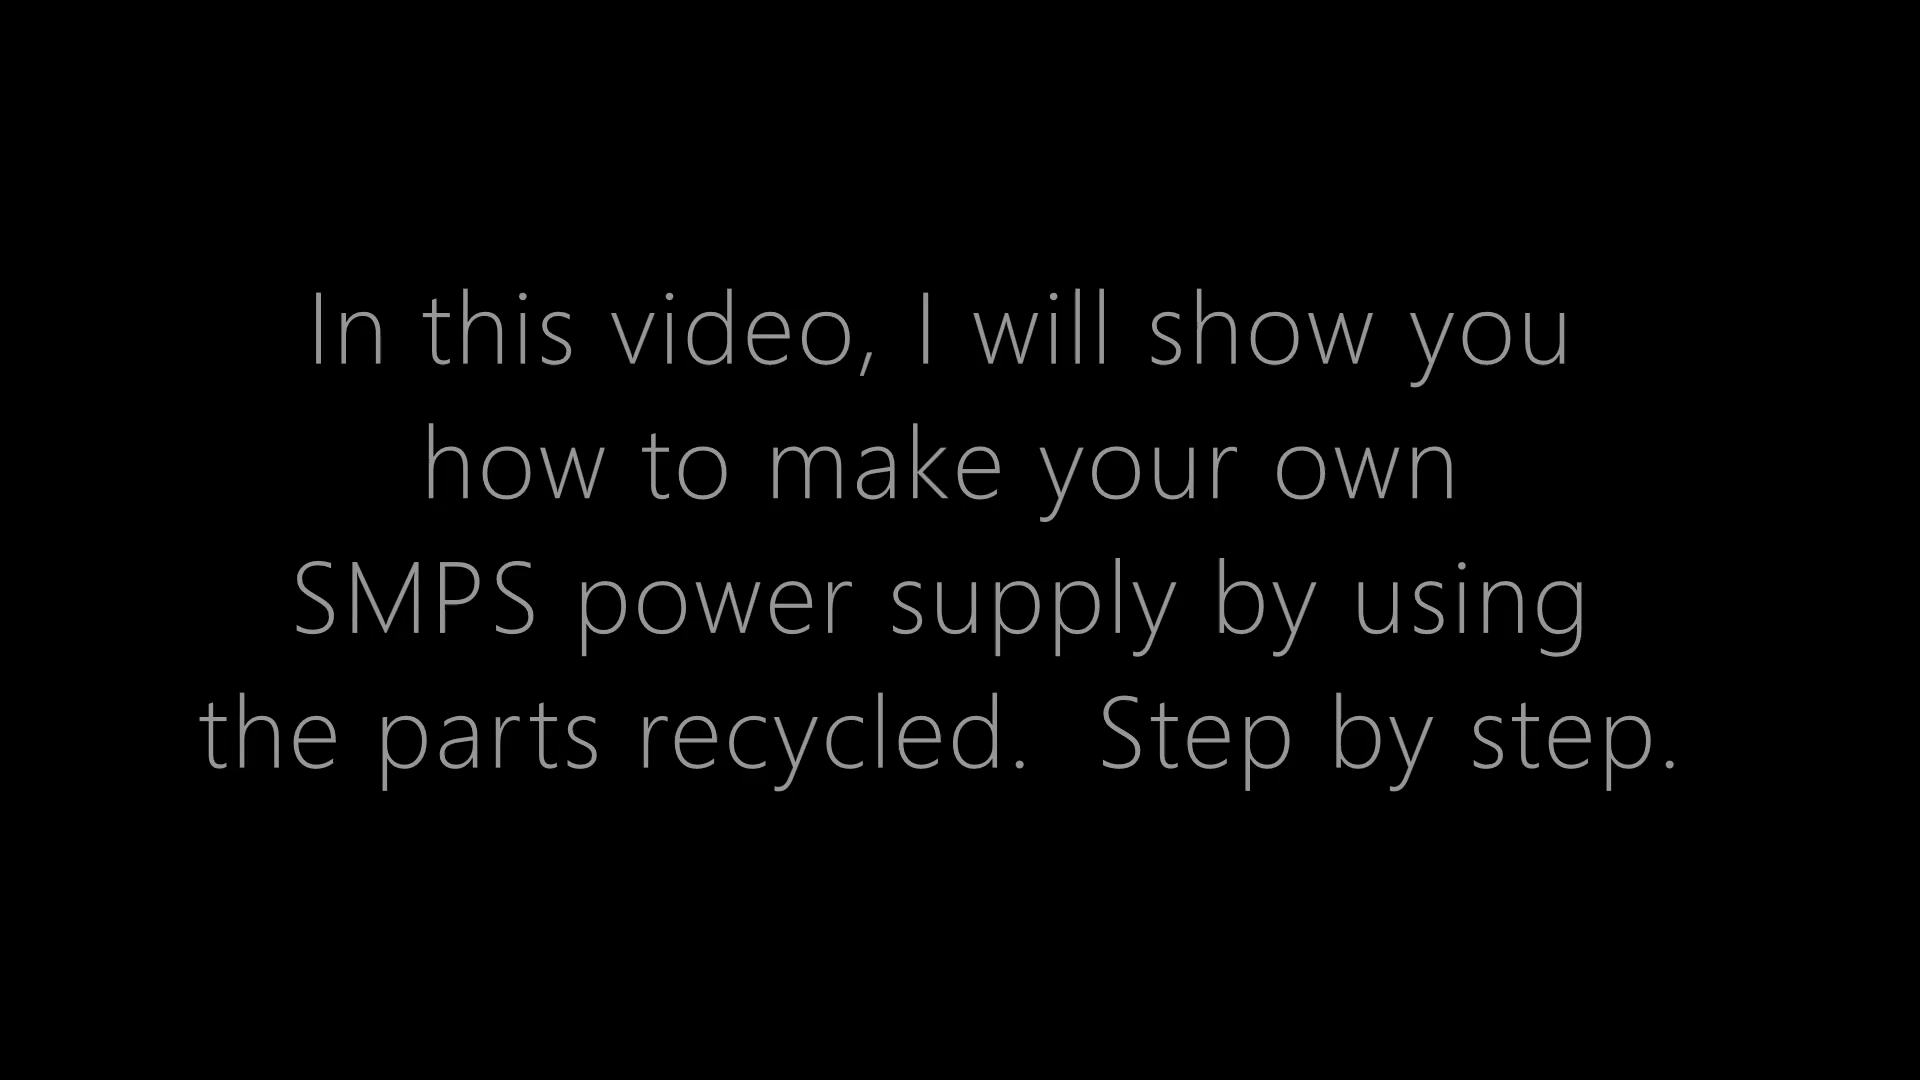 In this video, I will show you
how to make your own
SMPS power supply by using
the parts recycled.  Step by step.